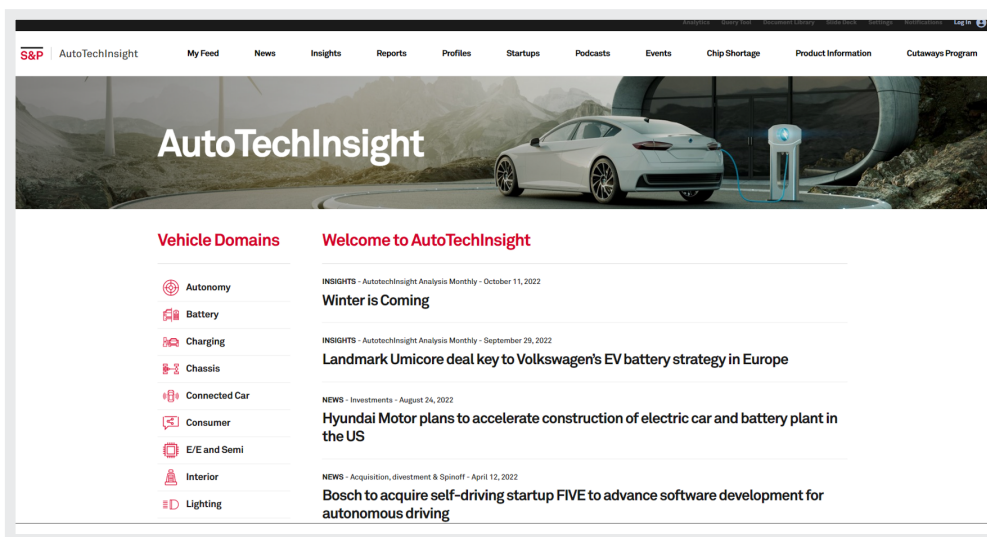 Analytics Query Tool Document Library Slide Deck Settings Notifications Log In
S&P AutoTechInsight My Feed News Insights Reports Profiles Startups Podcasts Events Chip Shortage Product Information Cutaways Program
AutoTechInsight
Vehicle Domains
Autonomy
Battery
Charging
Chassis
Connected Car
Consumer
E/E and Semi
Interior
Lighting
Welcome to AutoTechInsight
INSIGHTS - AutotechInsight Analysis Monthly - October 11, 2022
Winter is Coming
INSIGHTS - AutotechInsight Analysis Monthly - September 29, 2022
Landmark Umicore deal key to Volkswagen's EV battery strategy in Europe
NEWS - Investments - August 24, 2022
Hyundai Motor plans to accelerate construction of electric car and battery plant in
the US
NEWS - Acquisition, divestment & Spinoff - April 12, 2022
Bosch to acquire self-driving startup FIVE to advance software development for
autonomous driving